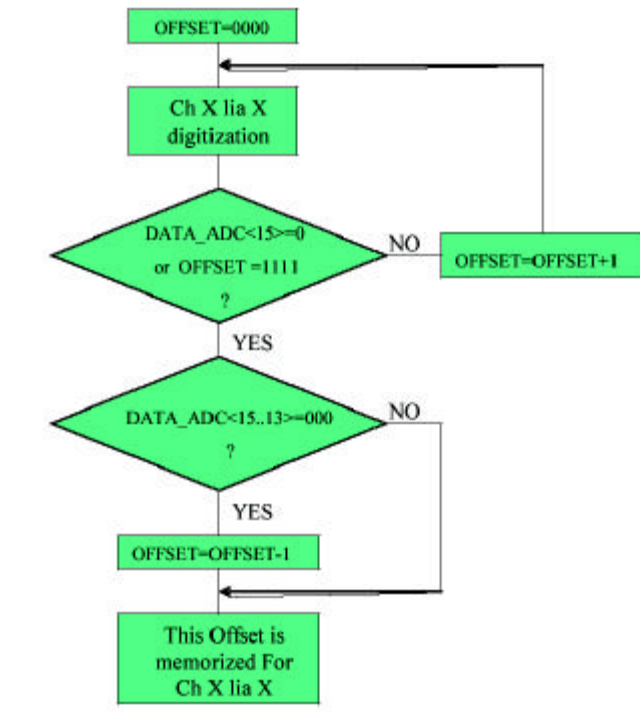 OFFSET=0000
Ch X lia X
digitization
DATA_ADC<15>=0
or OFFSET =1111
?
NO
OFFSET=OFFSET+1
YES
DATA_ADC<15..13>=000
?
NO
YES
OFFSET=OFFSET-1
This Offset is
memorized For
Ch X lia X